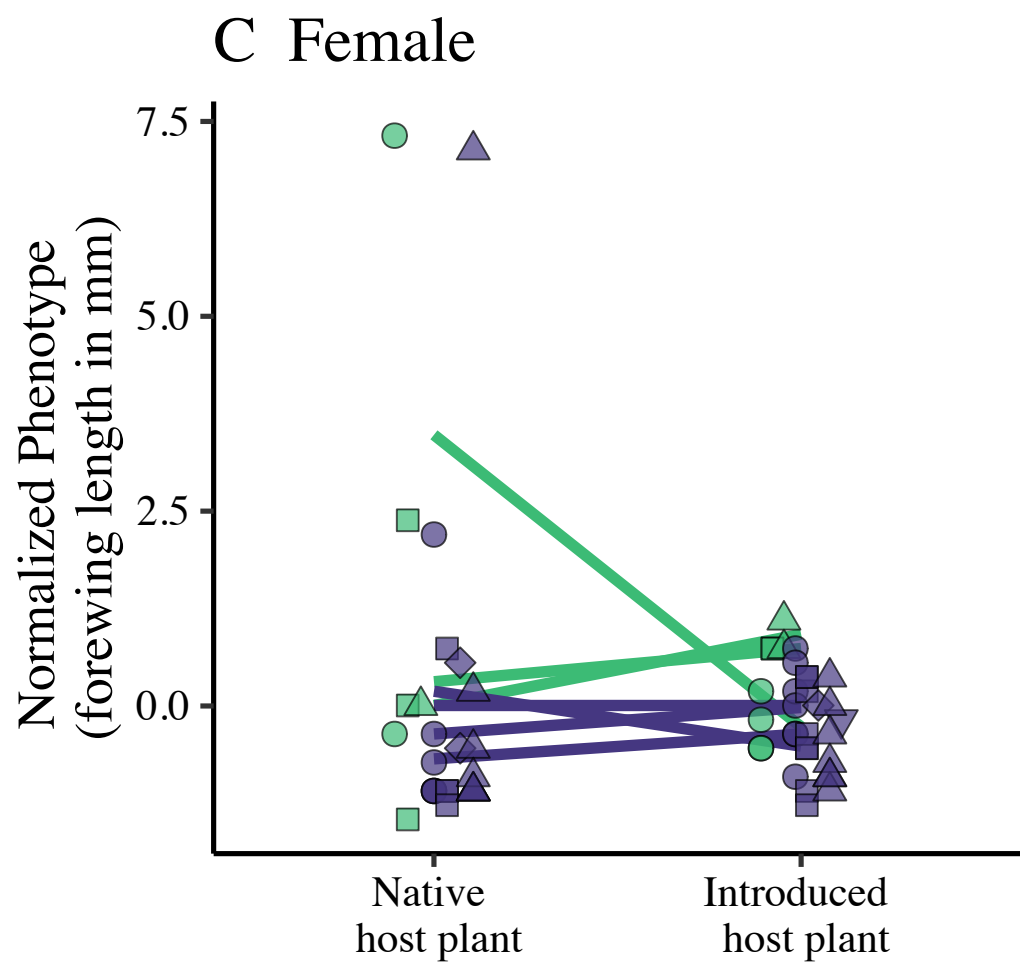 C Female
Normalized Phenotype
(forewing length in mm)
7.5
5.0
2.5
0.0
Native
host plant
Introduced
host plant